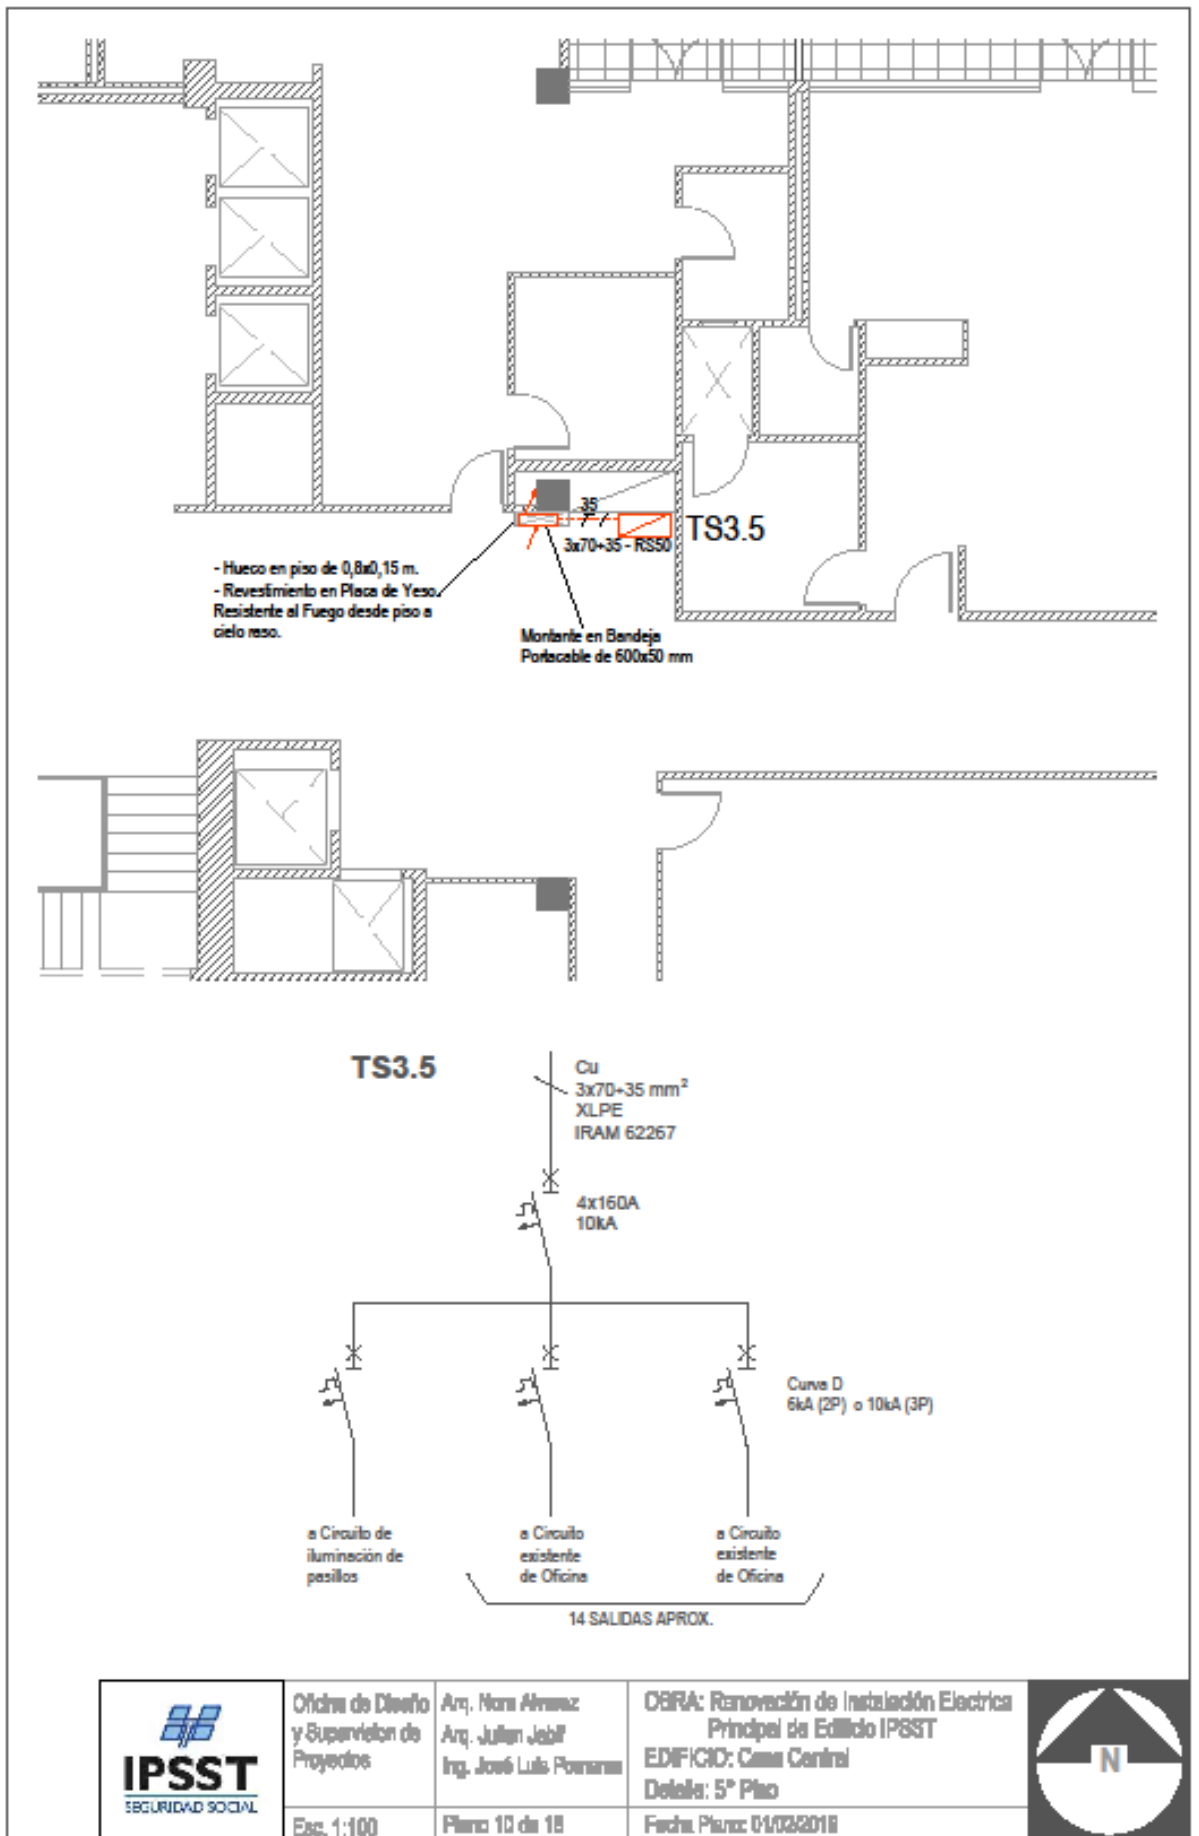 35
3x70+35 - RS50
TS3.5
- Hueco en piso de 0,8x0,15 m.
- Revestimiento en Placa de Yeso
Resistente al Fuego desde piso a
cielo raso.
Montante en Bandeja
Portacable de 600x50 mm
TS3.5
Cu
3x70+35 mm²
XLPE
IRAM 62267
4x160A
10kA
Curva D
6kA (2P) o 10kA (3P)
a Circuito de
iluminación de
pasillos
a Circuito
existente
de Oficina
a Circuito
existente
de Oficina
14 SALIDAS APROX.
IPSST
SEGURIDAD SOCIAL
Oficina de Diseño
y Supervision de
Proyectos
Esc. 1:100
Arq. Nora Alvarez
Arq. Julian
Ing. José Luis
Plano 10 de 18
OBRA: Renovación de Instalación Electrica
Principal de Edificio IPSST
EDIFICIO: Casa Central
Detalle: 5° Piso
Fecha Plano:
N